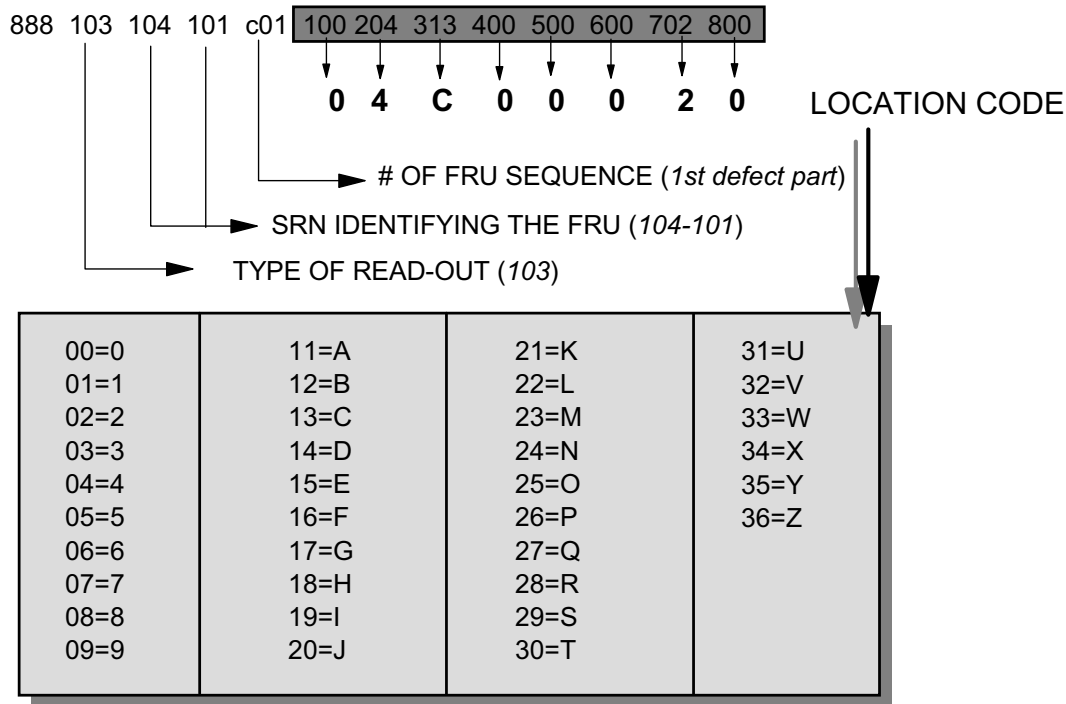 888 103 104 101 c01 100 204 313 400 500 600 702 800
0 4 C 0 0 0 2 0
LOCATION CODE
# OF FRU SEQUENCE (1st defect part)
SRN IDENTIFYING THE FRU (104-101)
TYPE OF READ-OUT (103)
00=0 11=A 21=K 31=U
01=1 12=B 22=L 32=V
02=2 13=C 23=M 33=W
03=3 14=D 24=N 34=X
04=4 15=E 25=O 35=Y
05=5 16=F 26=P 36=Z
06=6 17=G 27=Q
07=7 18=H 28=R
08=8 19=I 29=S
09=9 20=J 30=T